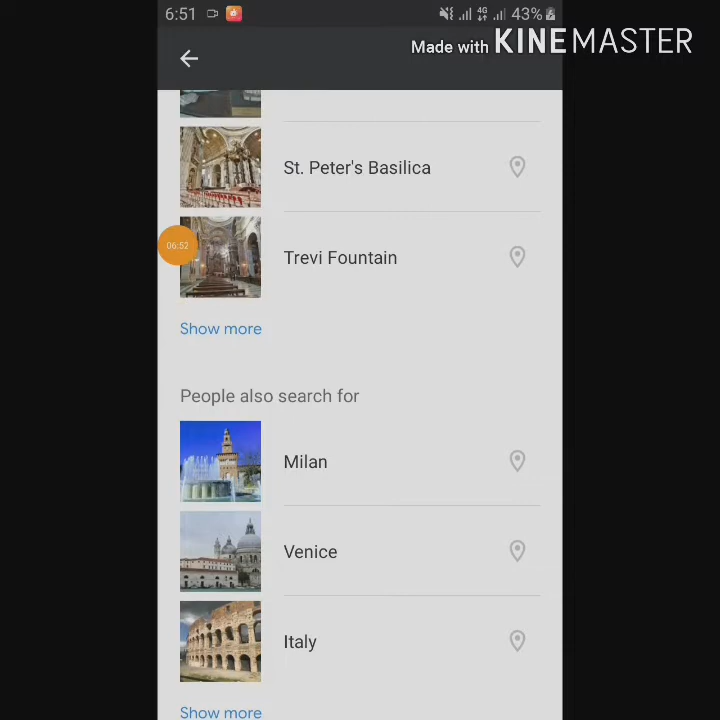 6:51
4G
43%
Made with KINEMASTER
St. Peter's Basilica
06:52
Trevi Fountain
Show more
People also search for
Milan
Venice
Italy
Show more